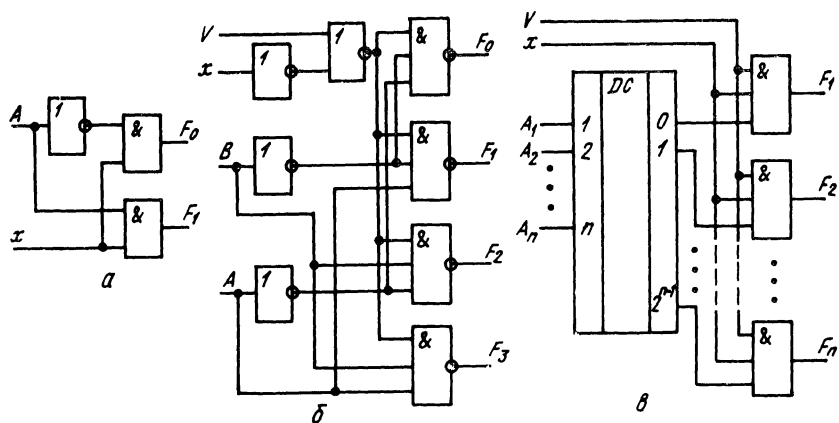 A
1
&
F₀
&
F₁
x
а
V
x
1
1
&
F₀
B
1
&
F₁
&
F₂
A
1
&
F₃
б
V
x
DC
A₁
1
0
A₂
2
1
Aₙ
n
2ⁿ⁻¹
&
F₁
&
F₂
&
Fₙ
в